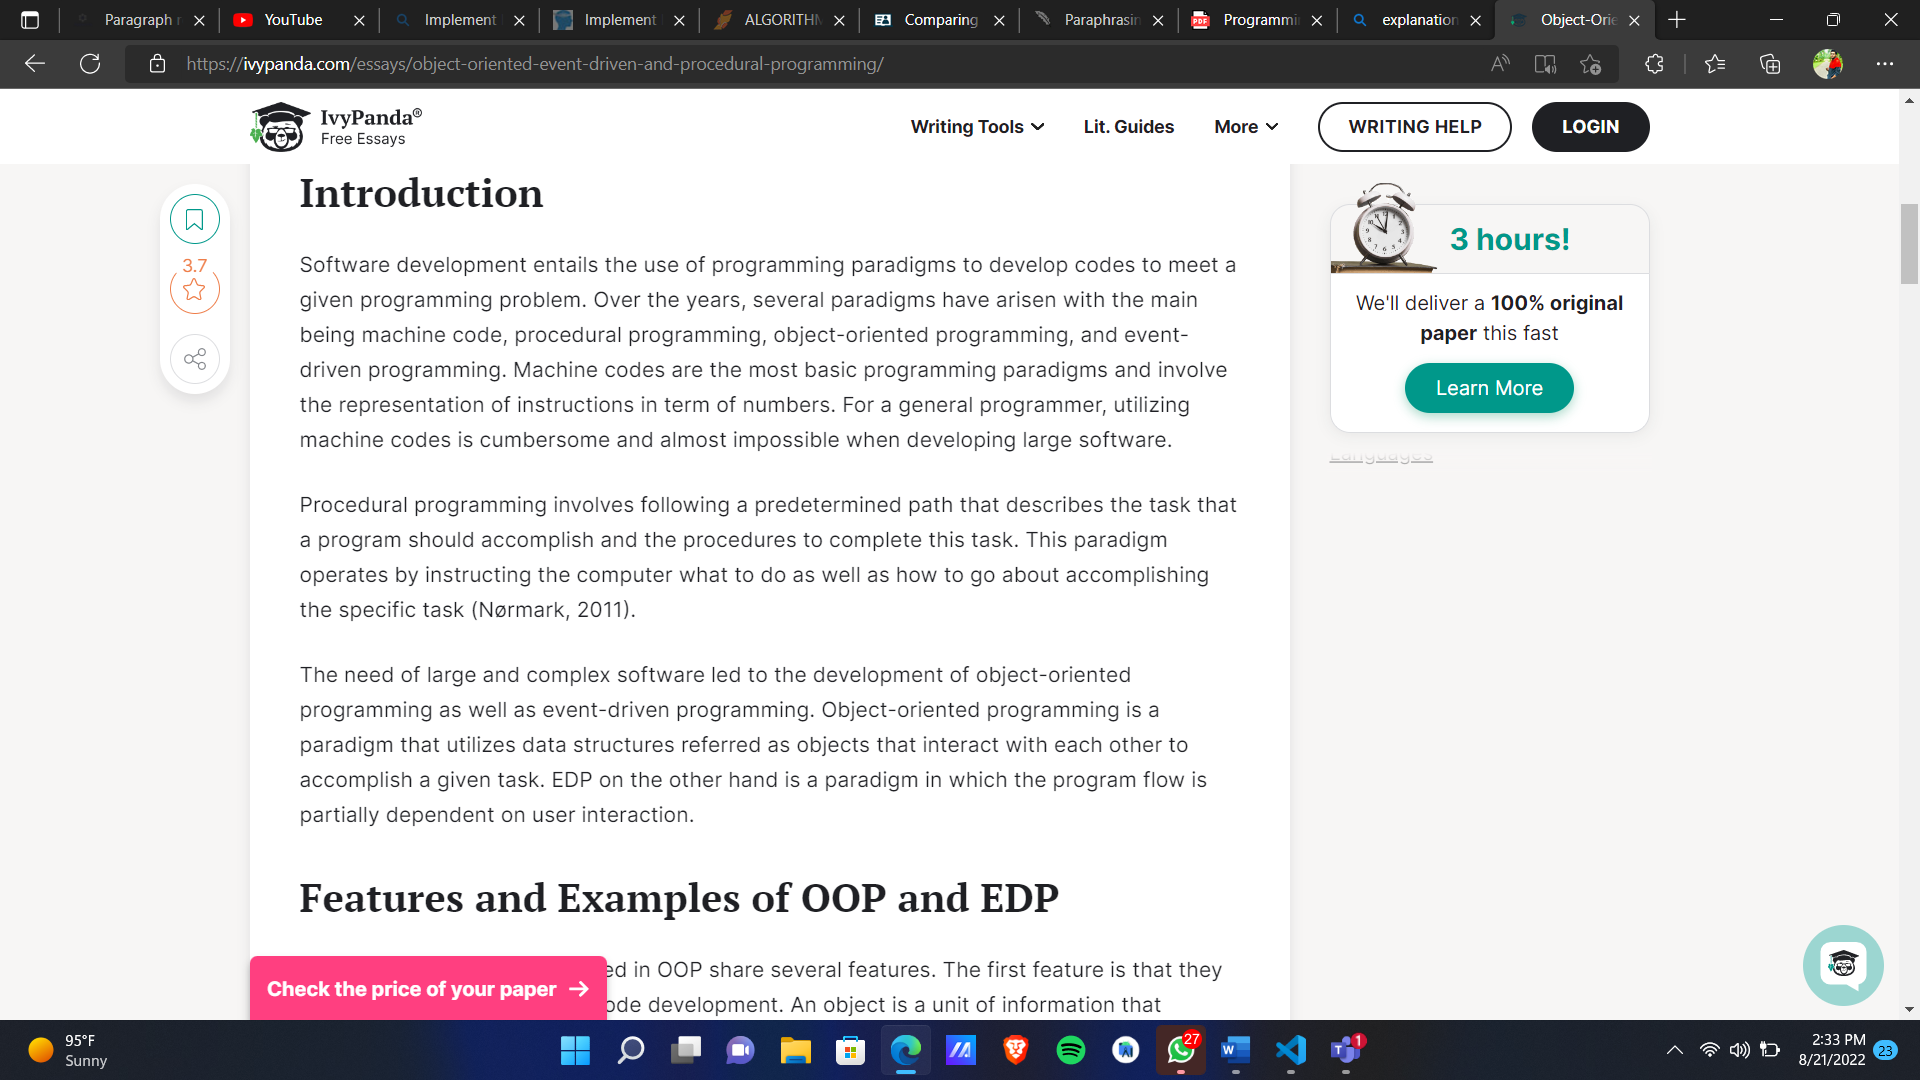 Paragraph r
YouTube
Implement
Implement
ALGORITHM
Comparing
Paraphrasin
Programmi
explanation
Object-Orie
https://ivypanda.com/essays/object-oriented-event-driven-and-procedural-programming/
IvyPanda®
Free Essays
Writing Tools
Lit. Guides
More
WRITING HELP
LOGIN
3.7
Introduction
Software development entails the use of programming paradigms to develop codes to meet a
given programming problem. Over the years, several paradigms have arisen with the main
being machine code, procedural programming, object-oriented programming, and event-
driven programming. Machine codes are the most basic programming paradigms and involve
the representation of instructions in term of numbers. For a general programmer, utilizing
machine codes is cumbersome and almost impossible when developing large software.
Procedural programming involves following a predetermined path that describes the task that
a program should accomplish and the procedures to complete this task. This paradigm
operates by instructing the computer what to do as well as how to go about accomplishing
the specific task (Nørmark, 2011).
The need of large and complex software led to the development of object-oriented
programming as well as event-driven programming. Object-oriented programming is a
paradigm that utilizes data structures referred as objects that interact with each other to
accomplish a given task. EDP on the other hand is a paradigm in which the program flow is
partially dependent on user interaction.
Features and Examples of OOP and EDP
ed in OOP share several features. The first feature is that they
ode development. An object is a unit of information that
Check the price of your paper →
3 hours!
We'll deliver a 100% original
paper this fast
Learn More
Languages
95°F
Sunny
27
1
2:33 PM
8/21/2022
23